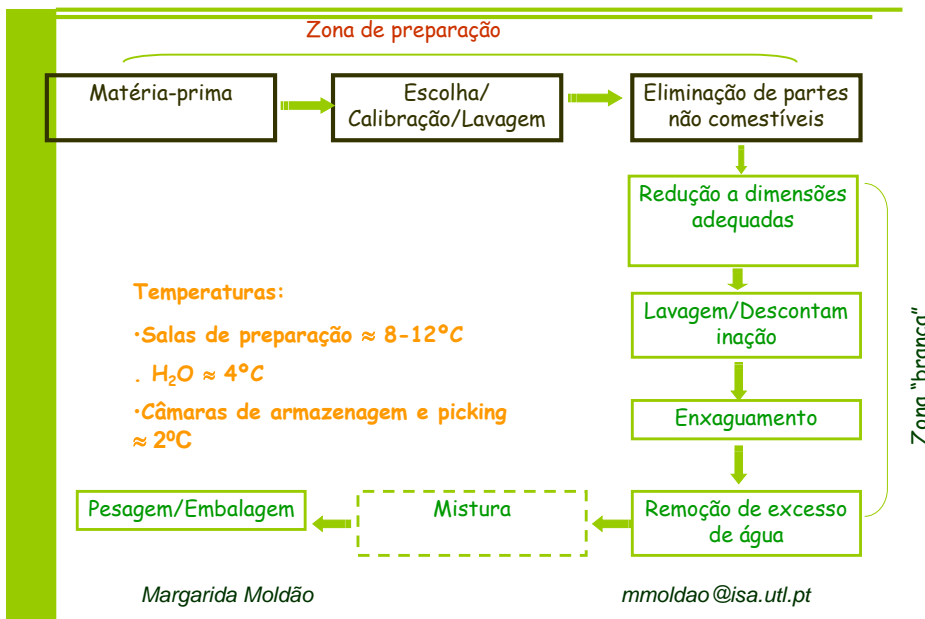 Zona de preparação
Matéria-prima
Escolha/
Calibração/Lavagem
Eliminação de partes
não comestíveis
Redução a dimensões
adequadas
Lavagem/Descontam
inação
Enxaguamento
Remoção de excesso
de água
Mistura
Pesagem/Embalagem
Zona "branca"
Temperaturas:
•Salas de preparação ≈ 8-12ºC
. H₂O ≈ 4ºC
•Câmaras de armazenagem e picking
≈ 2ºC
Margarida Moldão
mmoldao@isa.utl.pt